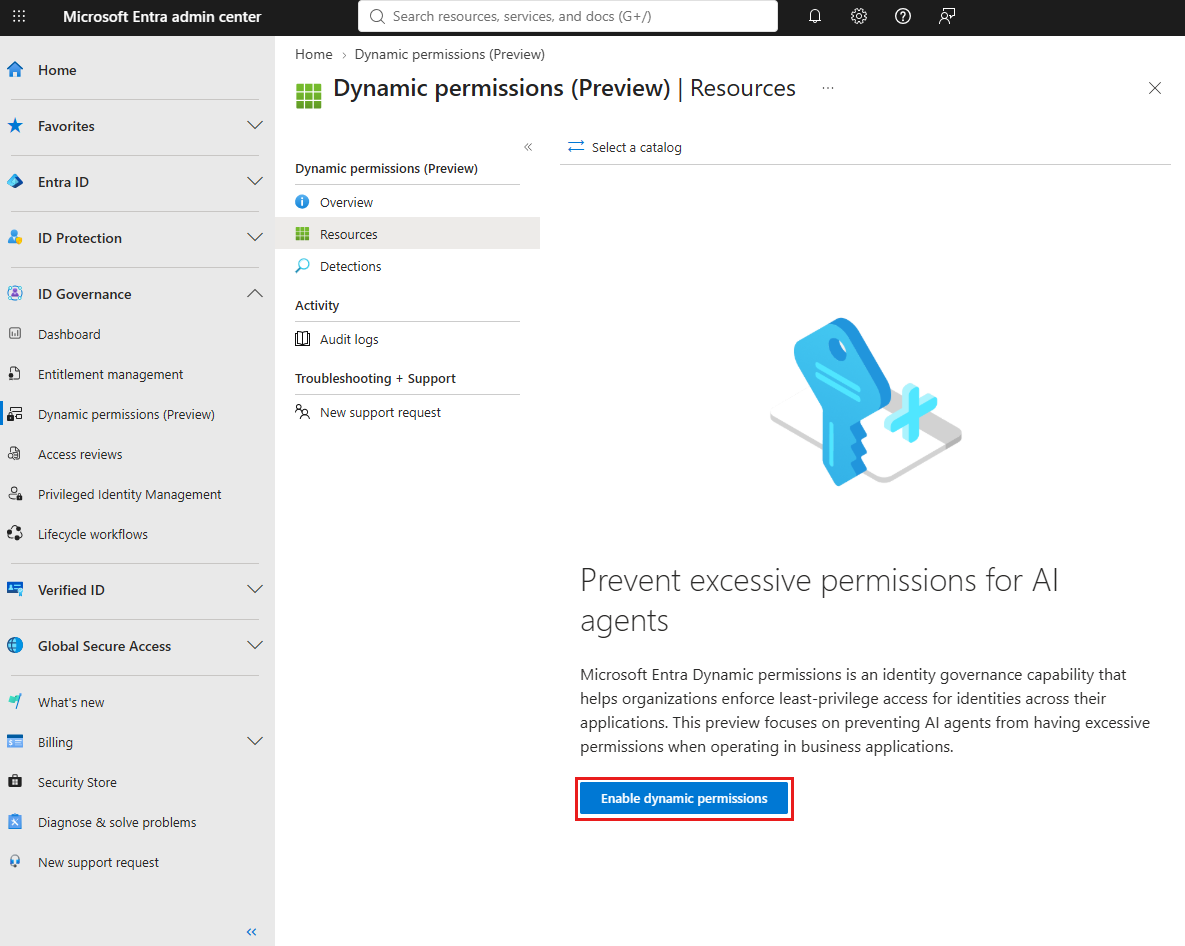 Microsoft Entra admin center
Search resources, services, and docs (G+/)
Home
Favorites
Entra ID
ID Protection
ID Governance
Dashboard
Entitlement management
Dynamic permissions (Preview)
Access reviews
Privileged Identity Management
Lifecycle workflows
Verified ID
Global Secure Access
What's new
Billing
Security Store
Diagnose & solve problems
New support request
Home > Dynamic permissions (Preview)
Dynamic permissions (Preview) | Resources ...
Dynamic permissions (Preview)
Overview
Resources
Detections
Activity
Audit logs
Troubleshooting + Support
New support request
Select a catalog
Prevent excessive permissions for AI
agents
Microsoft Entra Dynamic permissions is an identity governance capability that
helps organizations enforce least-privilege access for identities across their
applications. This preview focuses on preventing AI agents from having excessive
permissions when operating in business applications.
Enable dynamic permissions